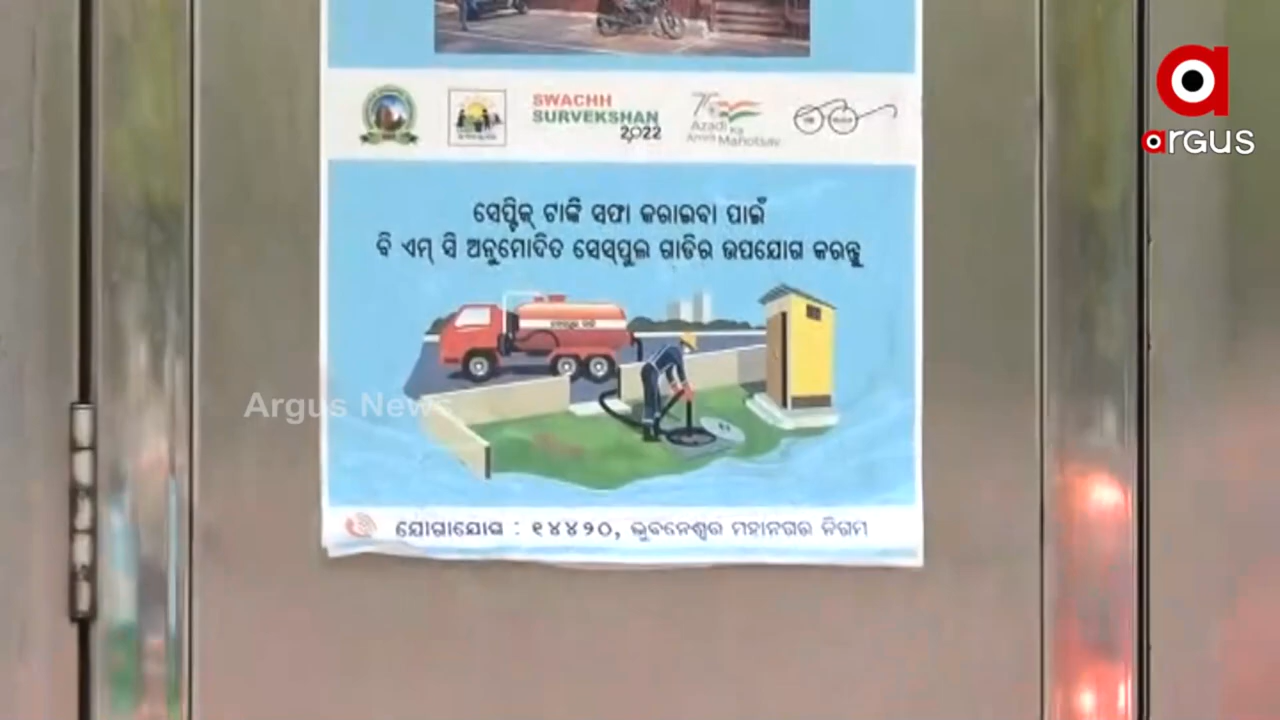 SWACHH
SURVEKSHAN
2022
75
Azadi Ka
Amrit Mahotsav
argus
ସେପ୍ଟିକ୍ ଟାଙ୍କି ସଫା କରାଇବା ପାଇଁ
ବି ଏମ୍ ସି ଅନୁମୋଦିତ ସେସ୍‌ପୁଲ ଗାଡିର ଉପଯୋଗ କରନ୍ତୁ
Argus News
ଯୋଗାଯୋଗ : ୧୪୪୨୦, ଭୁବନେଶ୍ୱର ମହାନଗର ନିଗମ